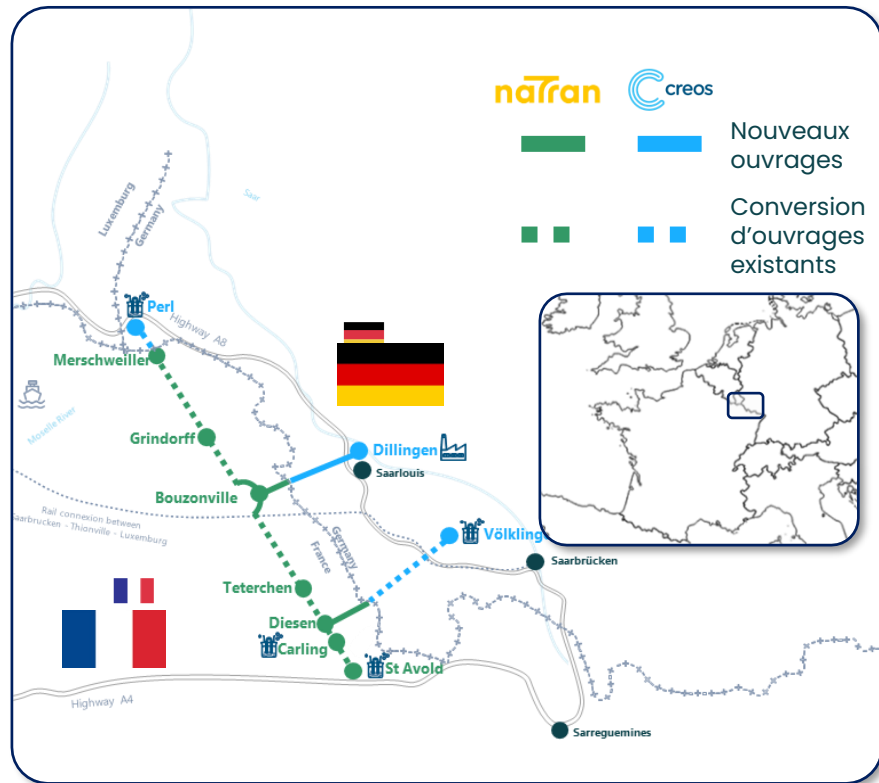 naTran
creos
Nouveaux
ouvrages
Conversion
d'ouvrages
existants
Luxemburg
Germany
Saar
Perl
Highway A8
Merschweiller
Moselle River
Grindorff
Dillingen
Saarlouis
Bouzonville
Rail connexion between
Saarbrucken - Thionville - Luxemburg
Germany
France
Völkling
Saarbrücken
Teterchen
Diesen
Carling
St Avold
Highway A4
Sarreguemines